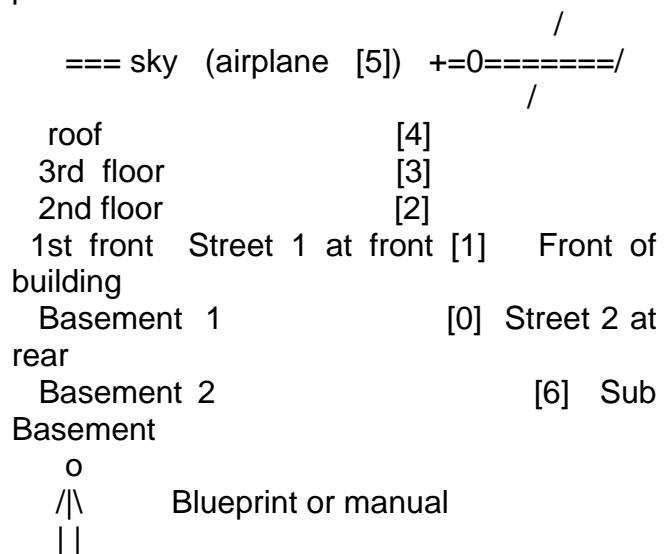 /
=== sky (airplane [5]) +=0=======/
/
roof [4]
3rd floor [3]
2nd floor [2]
1st front Street 1 at front [1] Front of
building
Basement 1 [0] Street 2 at
rear
Basement 2 [6] Sub
Basement
o
/|\ Blueprint or manual
| |